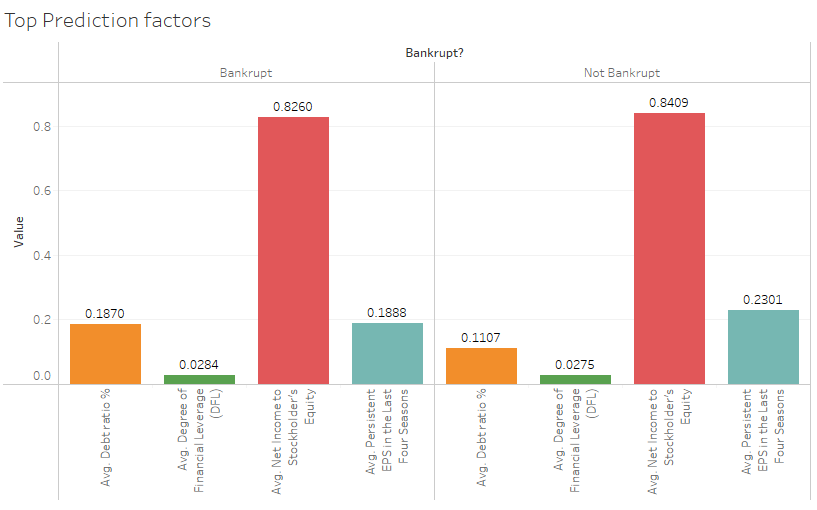 Top Prediction factors
Bankrupt?
Bankrupt
Not Bankrupt
Value
0.8
0.6
0.4
0.2
0.0
0.1870
0.0284
0.8260
0.1888
0.1107
0.0275
0.8409
0.2301
Avg. Debt ratio %
Avg. Degree of
Financial Leverage
(DFL)
Avg. Net Income to
Stockholder's
Equity
Avg. Persistent
EPS in the Last
Four Seasons
Avg. Debt ratio %
Avg. Degree of
Financial Leverage
(DFL)
Avg. Net Income to
Stockholder's
Equity
Avg. Persistent
EPS in the Last
Four Seasons